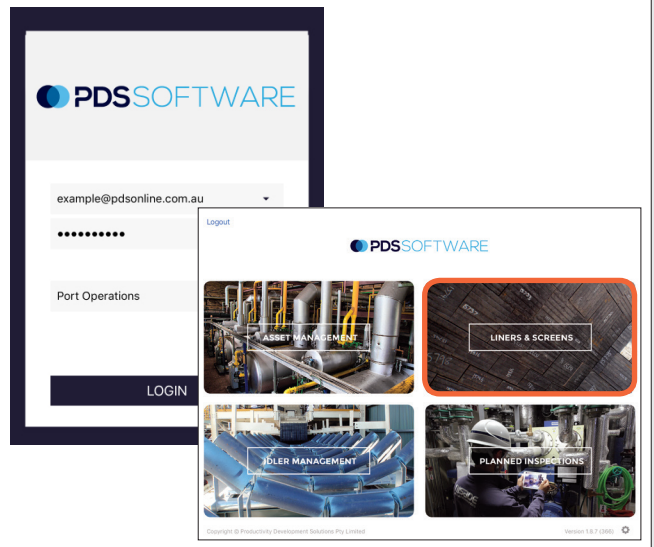 PDSSOFTWARE
example@pdsonline.com.au
••••••••••
Port Operations
LOGIN
Logout
PDSSOFTWARE
ASSET MANAGEMENT
LINERS & SCREENS
IDLER MANAGEMENT
PLANNED INSPECTIONS
Copyright © Productivity Development Solutions Pty Limited
Version 1.8.7 (366)